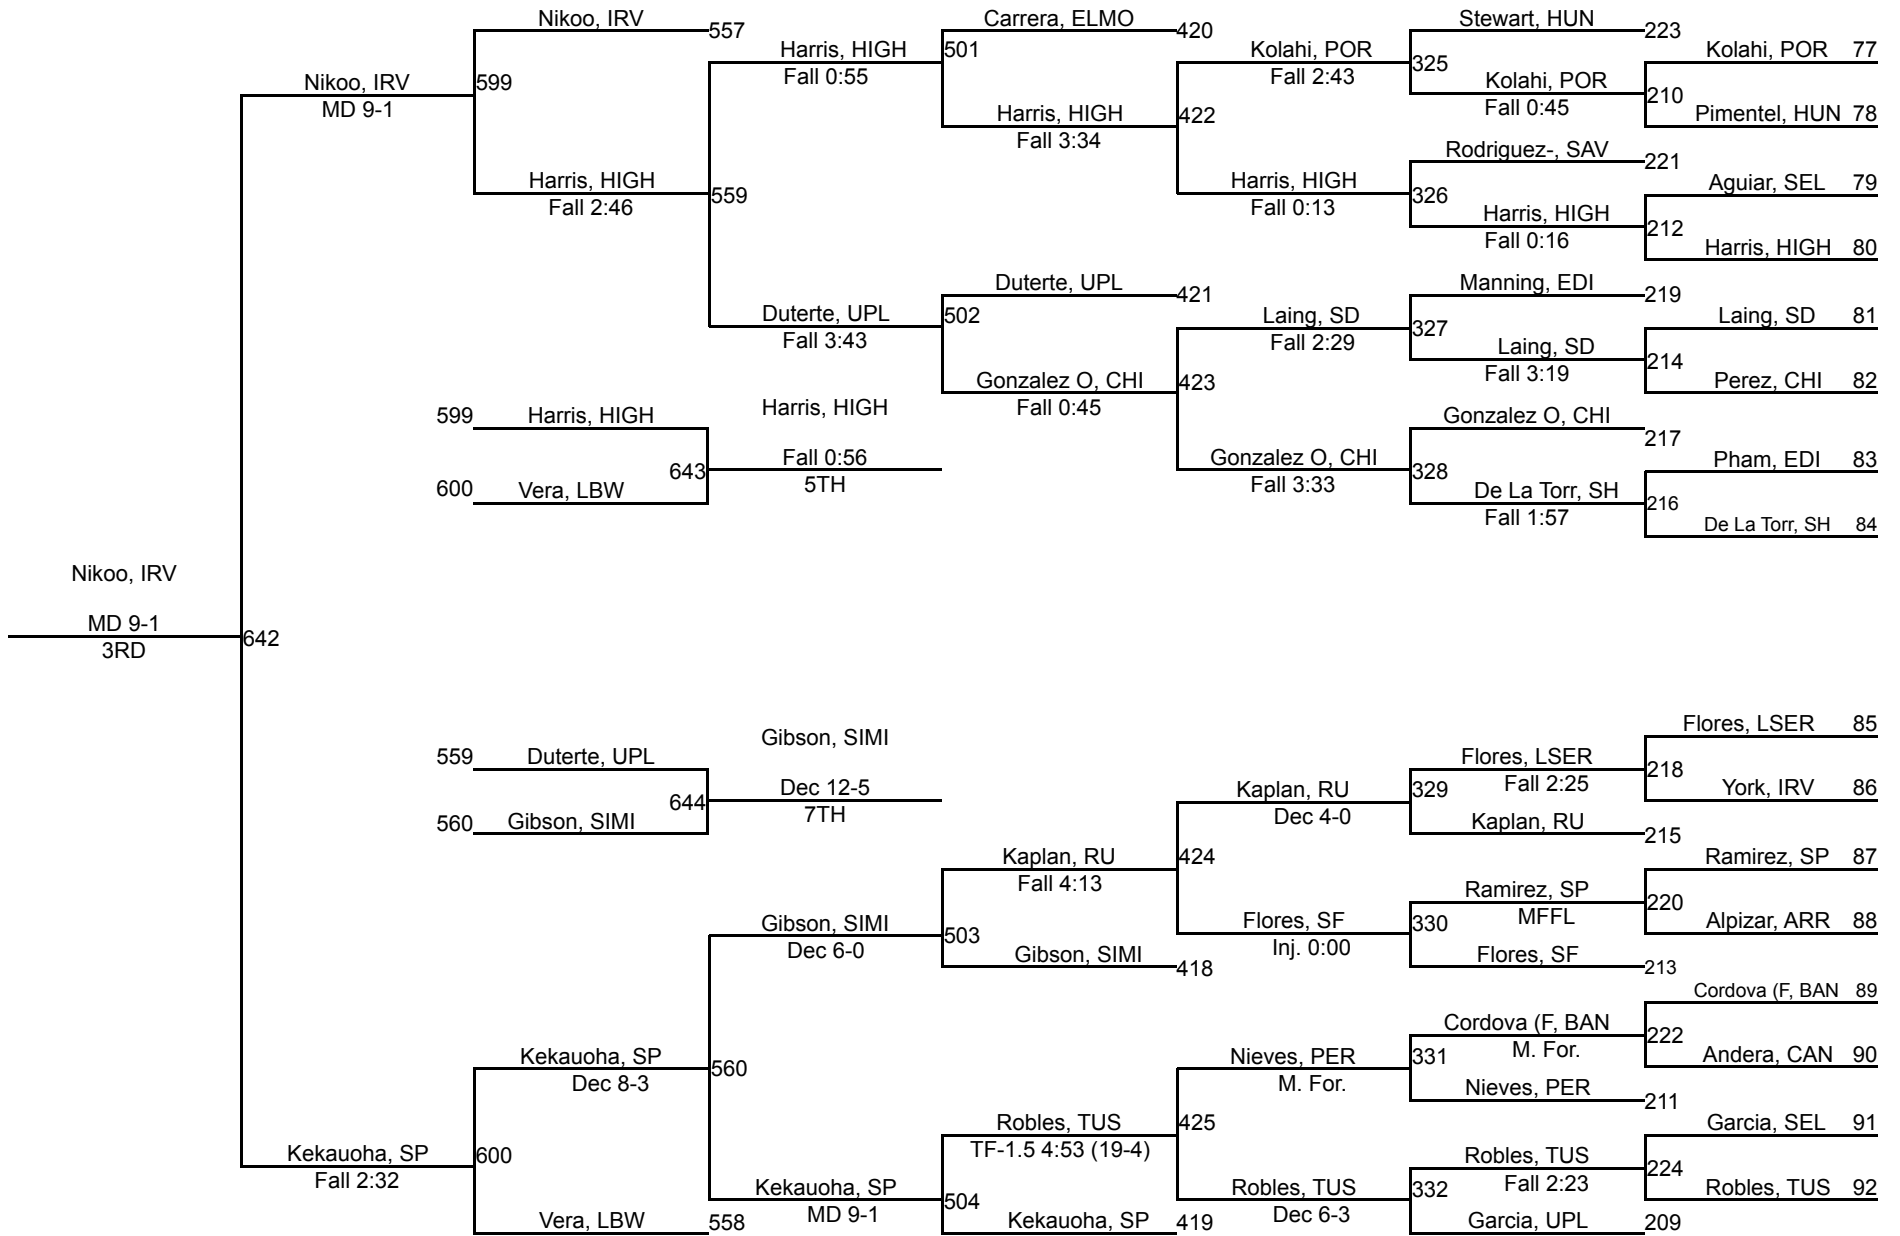 Nikoo, IRV
557
Carrera, ELMO
420
Stewart, HUN
223
Harris, HIGH
Fall 0:55
501
Kolahi, POR
Fall 2:43
325
Kolahi, POR 77
Nikoo, IRV
MD 9-1
599
Kolahi, POR
Fall 0:45
210
Pimentel, HUN 78
Harris, HIGH
Fall 3:34
422
Rodriguez-, SAV
221
Harris, HIGH
Fall 2:46
559
Harris, HIGH
Fall 0:13
326
Aguiar, SEL 79
Harris, HIGH
Fall 0:16
212
Harris, HIGH 80
Duterte, UPL
421
Manning, EDI
219
Duterte, UPL
Fall 3:43
502
Laing, SD
Fall 2:29
327
Laing, SD 81
Laing, SD
Fall 3:19
214
Perez, CHI 82
Gonzalez O, CHI
Fall 0:45
423
599
Harris, HIGH
Harris, HIGH
Gonzalez O, CHI
217
643
Fall 0:56
5TH
Gonzalez O, CHI
Fall 3:33
328
Pham, EDI 83
600
Vera, LBW
De La Torr, SH
Fall 1:57
216
De La Torr, SH 84
Nikoo, IRV
MD 9-1
3RD
642
Flores, LSER 85
559
Duterte, UPL
Gibson, SIMI
Flores, LSER
Fall 2:25
218
York, IRV 86
644
Dec 12-5
7TH
Kaplan, RU
Dec 4-0
329
560
Gibson, SIMI
Kaplan, RU
215
Kaplan, RU
Fall 4:13
424
Ramirez, SP 87
Ramirez, SP
MFFL
220
Alpizar, ARR 88
Gibson, SIMI
Dec 6-0
503
Flores, SF
Inj. 0:00
330
Gibson, SIMI
418
Flores, SF
213
Cordova (F, BAN 89
Cordova (F, BAN
M. For.
222
Andera, CAN 90
Kekauoha, SP
Dec 8-3
560
Nieves, PER
M. For.
331
Nieves, PER
211
Robles, TUS
TF-1.5 4:53 (19-4)
425
Garcia, SEL 91
Kekauoha, SP
Fall 2:32
600
Robles, TUS
Fall 2:23
224
Robles, TUS 92
Kekauoha, SP
MD 9-1
504
Robles, TUS
Dec 6-3
332
Vera, LBW
558
Kekauoha, SP
419
Garcia, UPL
209